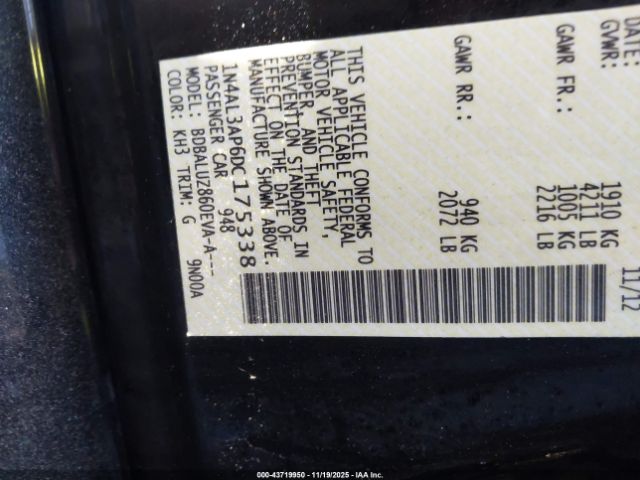 DATE: 11/12
GVWR: 1910 KG
4211 LB
GAWR FR.: 1005 KG
2216 LB
GAWR RR.: 940 KG
2072 LB
THIS VEHICLE CONFORMS TO
ALL APPLICABLE FEDERAL
MOTOR VEHICLE SAFETY,
BUMPER, AND THEFT
PREVENTION STANDARDS IN
EFFECT ON THE DATE OF
MANUFACTURE SHOWN ABOVE.
1N4AL3AP6DC175338
PASSENGER CAR 948
MODEL: BDBALUZ860EVA-A---
COLOR: KH3 TRIM: G 9N00A
000-43719950 - 11/19/2025 - IAAI.COM